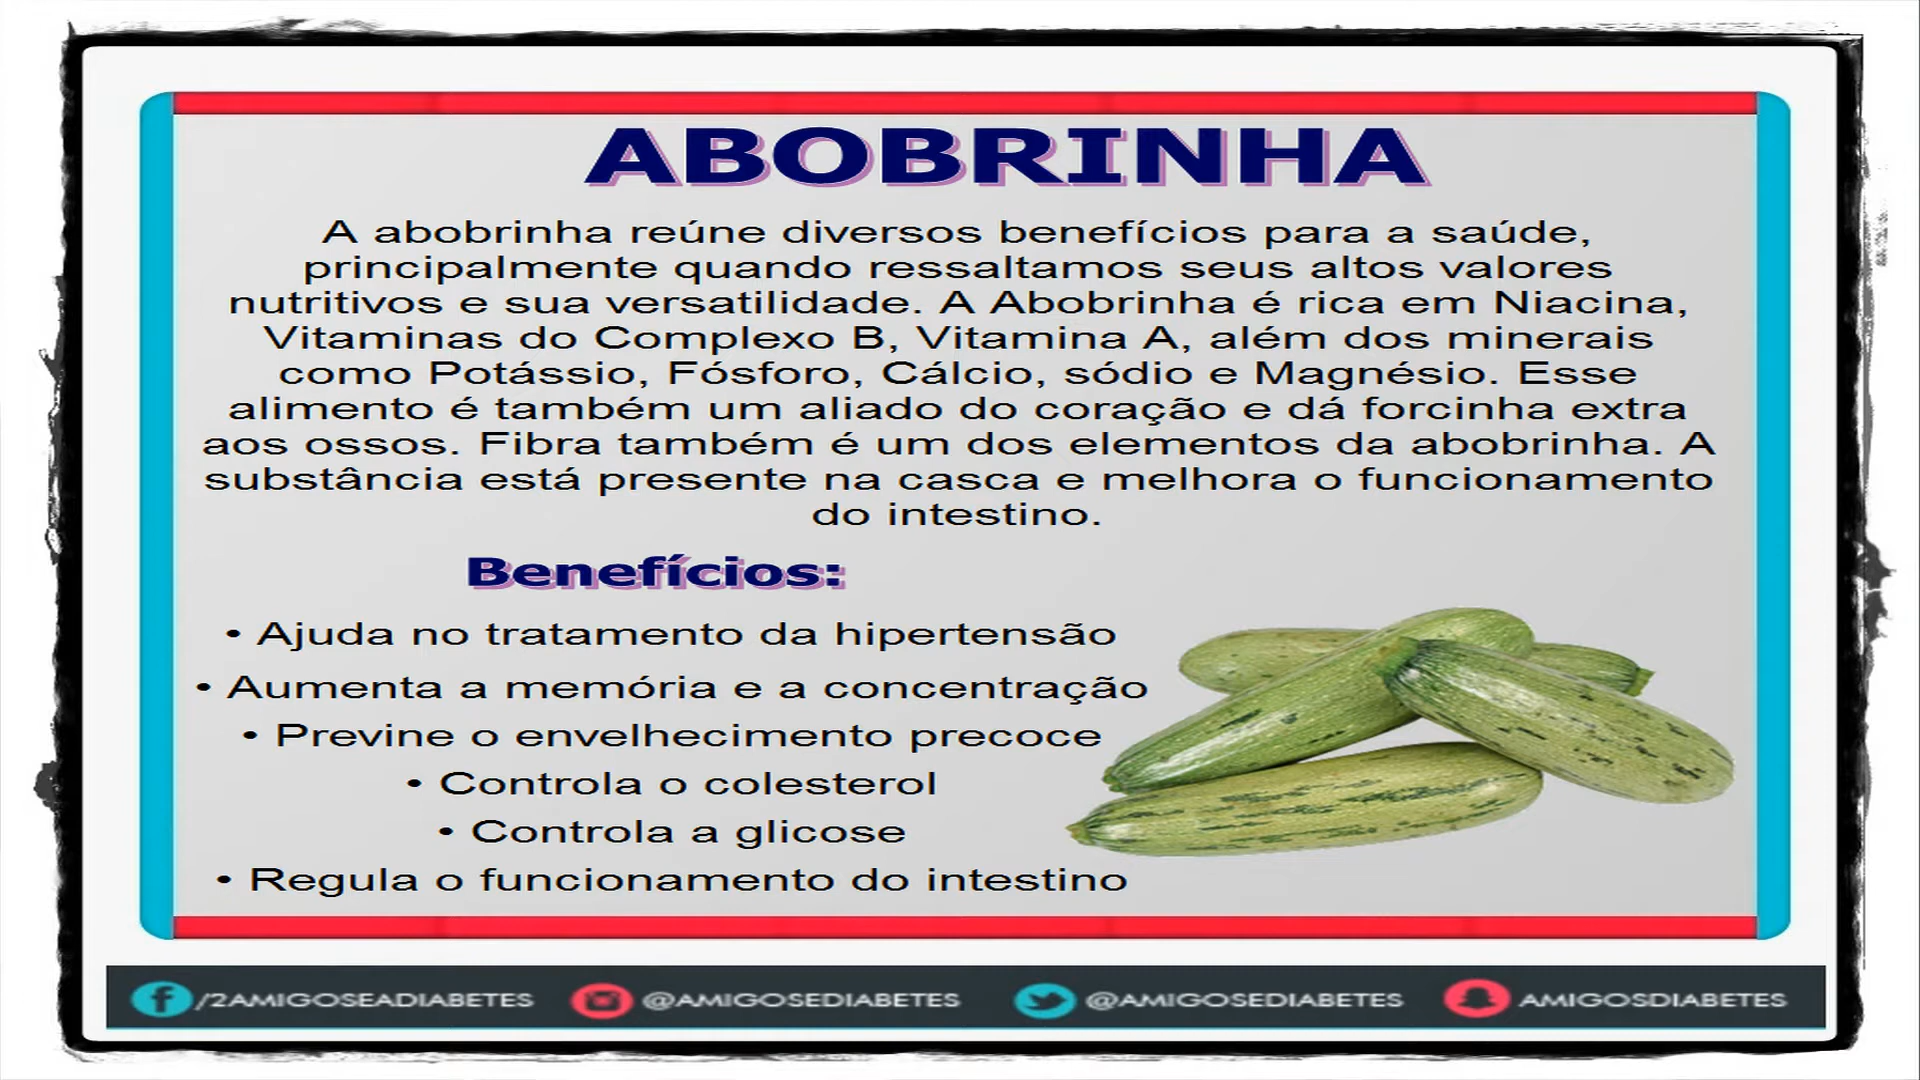 ABOBRINHA
A abobrinha reúne diversos benefícios para a saúde,
principalmente quando ressaltamos seus altos valores
nutritivos e sua versatilidade. A Abobrinha é rica em Niacina,
Vitaminas do Complexo B, Vitamina A, além dos minerais
como Potássio, Fósforo, Cálcio, sódio e Magnésio. Esse
alimento é também um aliado do coração e dá forcinha extra
aos ossos. Fibra também é um dos elementos da abobrinha. A
substância está presente na casca e melhora o funcionamento
do intestino.
Benefícios:
• Ajuda no tratamento da hipertensão
• Aumenta a memória e a concentração
• Previne o envelhecimento precoce
• Controla o colesterol
• Controla a glicose
• Regula o funcionamento do intestino
/2AMIGOSEADIABETES @AMIGOSEDIABETES @AMIGOSEDIABETES AMIGOSDIABETES